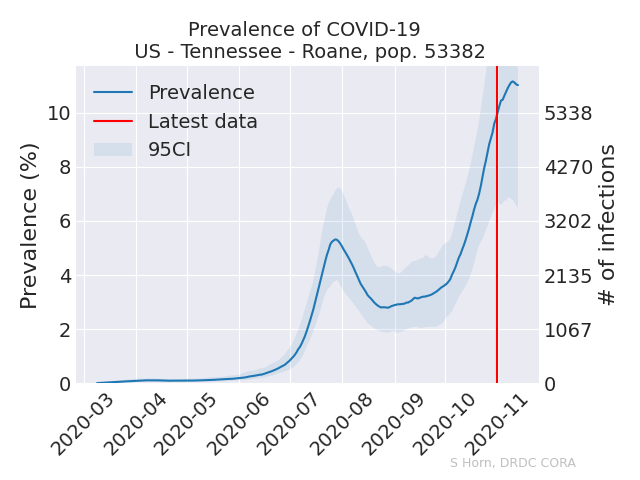 Prevalence of COVID-19
US - Tennessee - Roane, pop. 53382
Prevalence
Latest data
95CI
Prevalence (%)
10
8
6
4
2
0
5338
4270
3202
2135
1067
0
# of infections
2020-03
2020-04
2020-05
2020-06
2020-07
2020-08
2020-09
2020-10
2020-11
S Horn, DRDC CORA